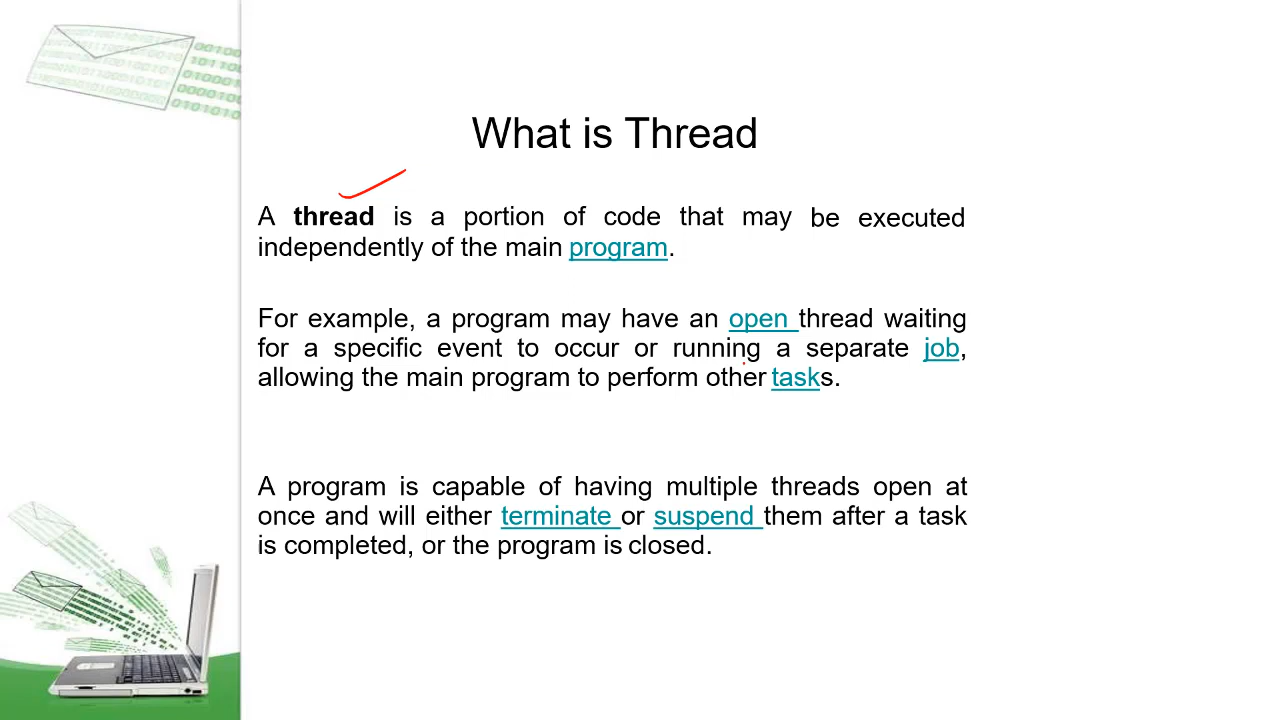 What is Thread
A thread is a portion of code that may be executed
independently of the main program.
For example, a program may have an open thread waiting
for a specific event to occur or running a separate job,
allowing the main program to perform other tasks.
A program is capable of having multiple threads open at
once and will either terminate or suspend them after a task
is completed, or the program is closed.